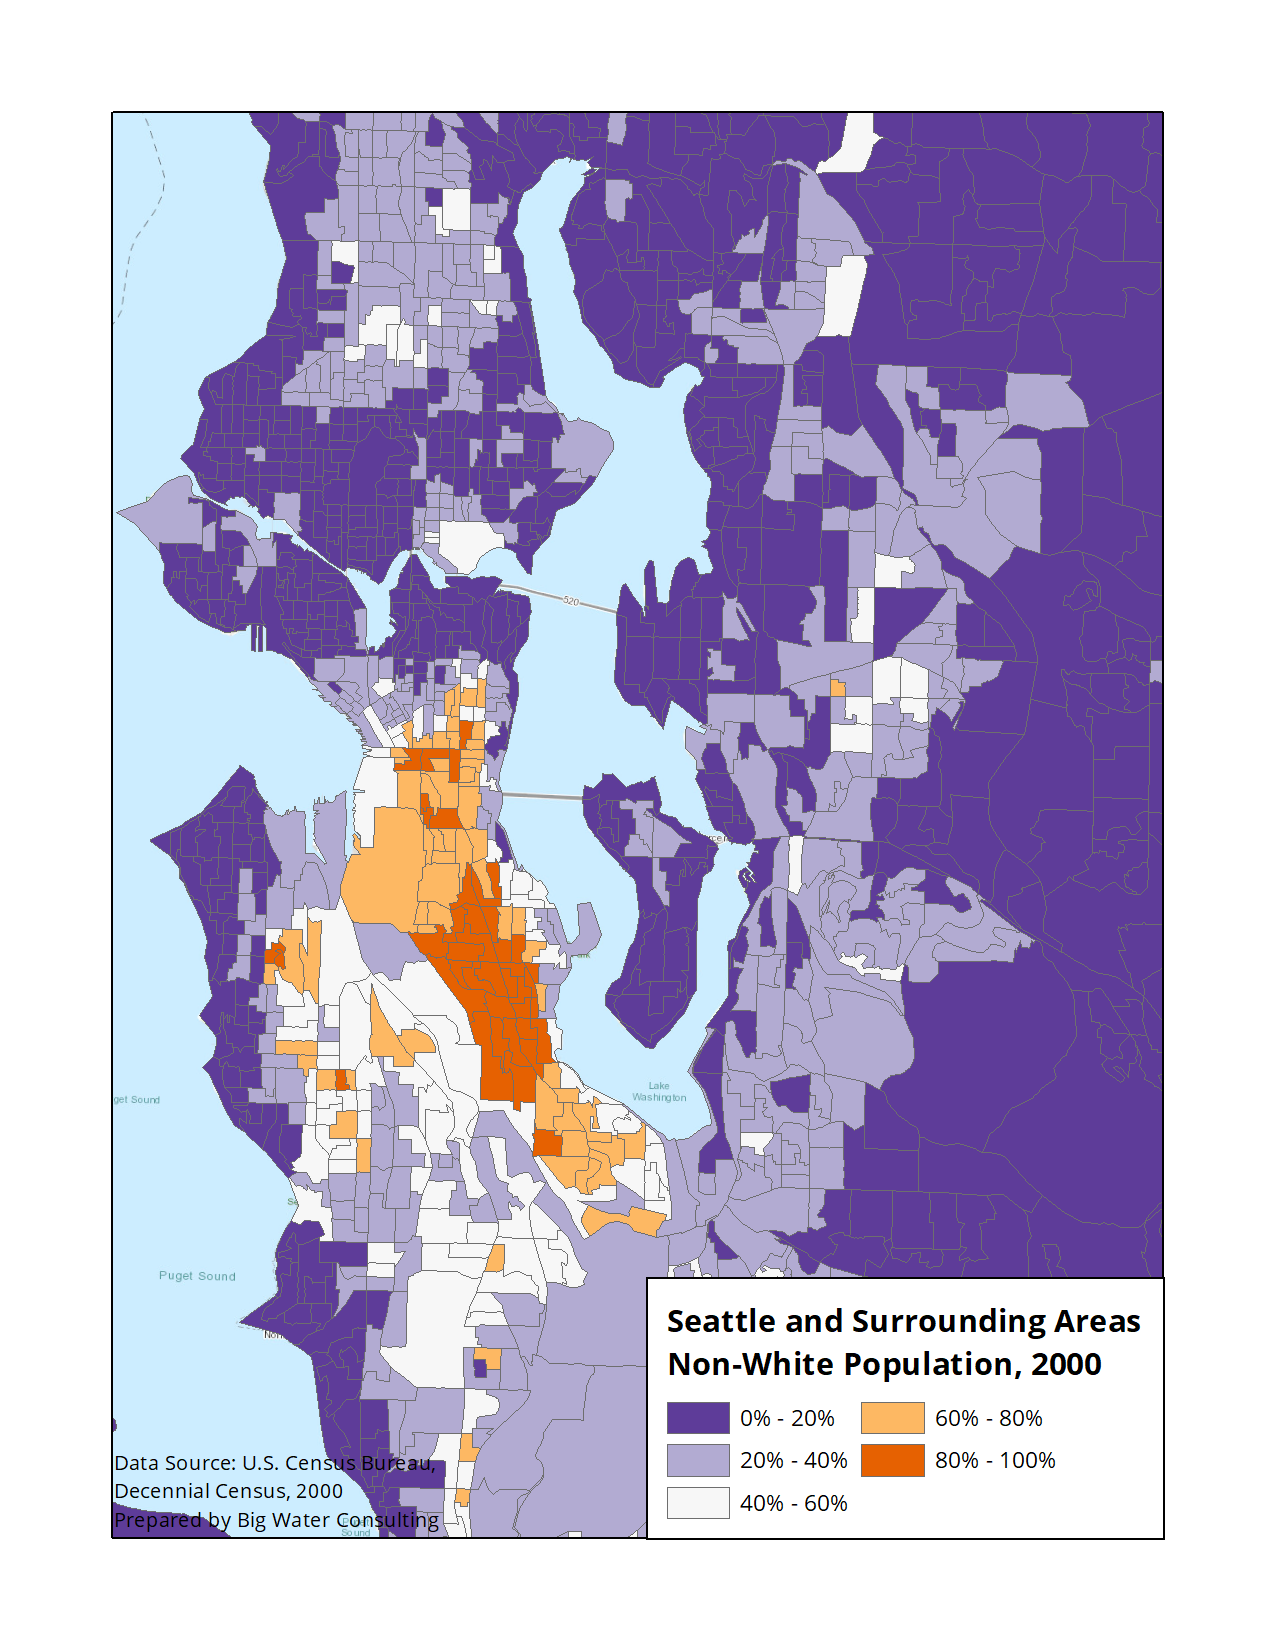 520
Lake
Washington
get Sound
Puget Sound
Seattle and Surrounding Areas
Non-White Population, 2000
0% - 20%
60% - 80%
20% - 40%
80% - 100%
40% - 60%
Data Source: U.S. Census Bureau,
Decennial Census, 2000
Prepared by Big Water Consulting
Sound